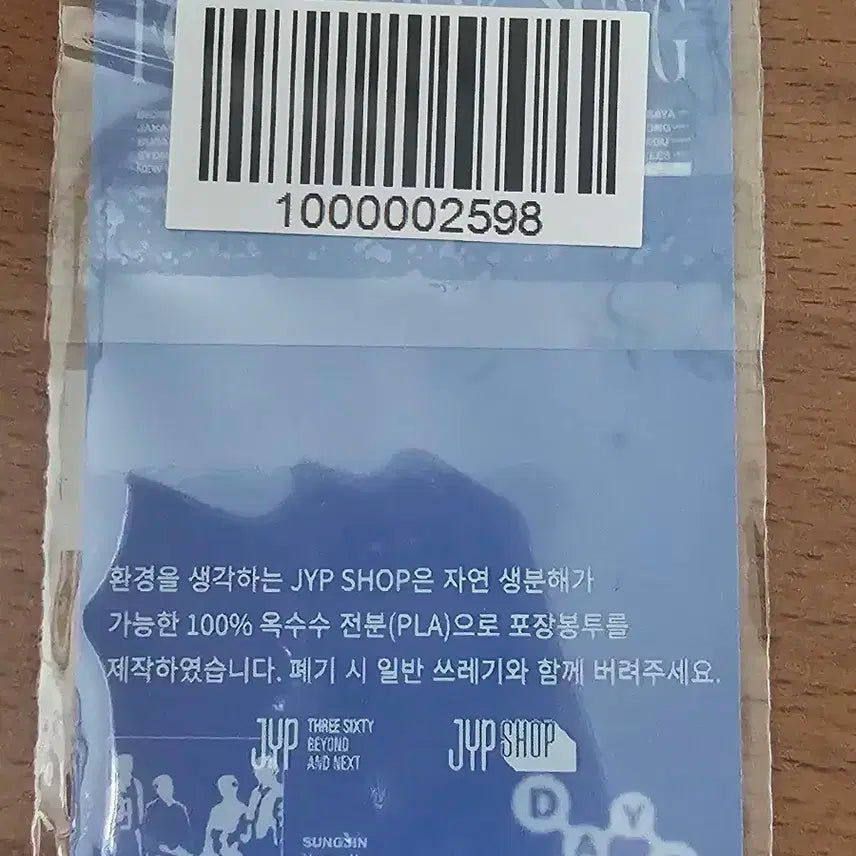 1000002598
환경을 생각하는 JYP SHOP은 자연 생분해가
가능한 100% 옥수수 전분(PLA)으로 포장봉투를
제작하였습니다. 폐기 시 일반 쓰레기와 함께 버려주세요.
JYP THREE SIXTY BEYOND AND NEXT
JYP SHOP
DAY
SUNGJIN